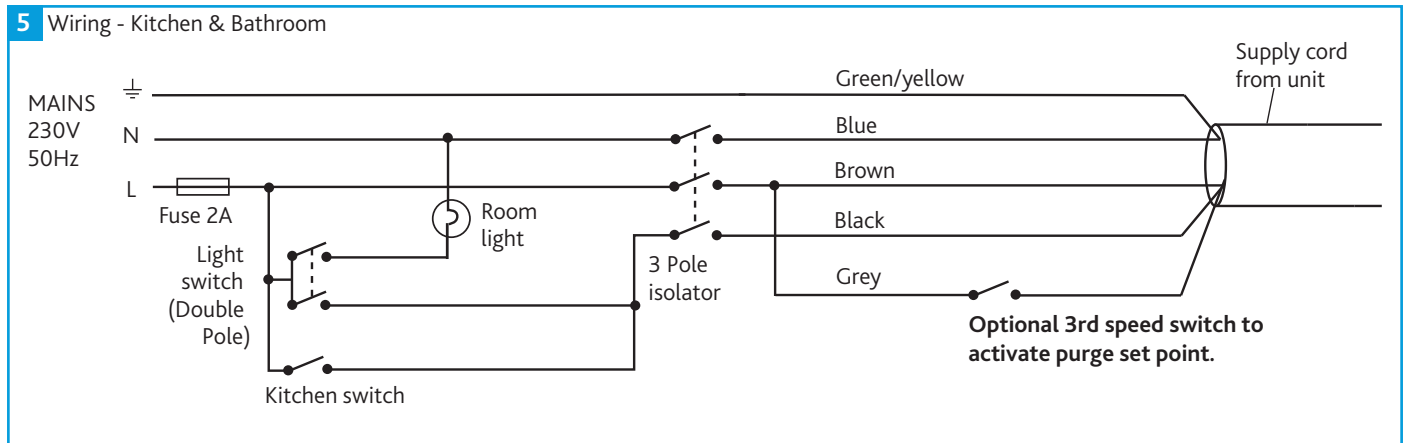 5 Wiring - Kitchen & Bathroom
Supply cord
from unit
Green/yellow
MAINS
230V
50Hz
N
Blue
L
Brown
Fuse 2A
Room
light
Black
Light
switch
(Double
Pole)
3 Pole
isolator
Grey
Optional 3rd speed switch to
activate purge set point.
Kitchen switch